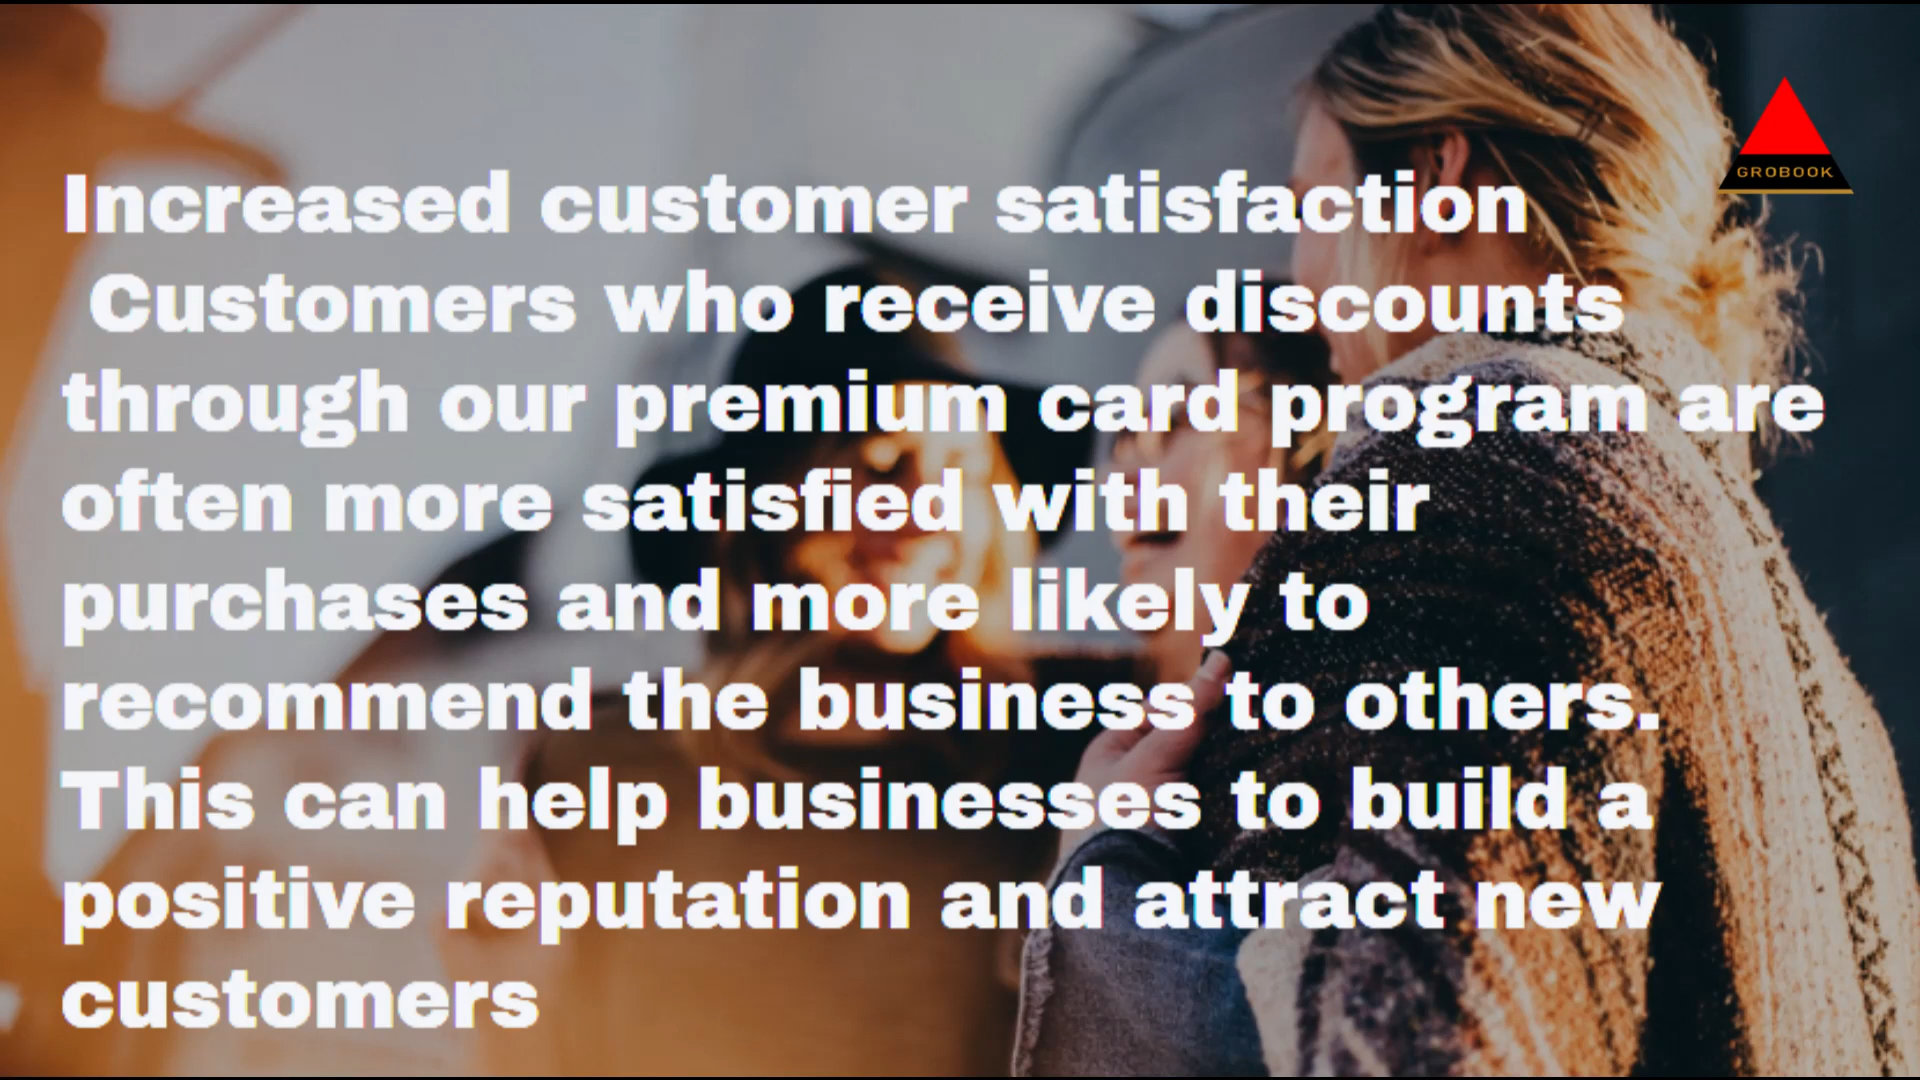 GROBOOK
Increased customer satisfaction
Customers who receive discounts
through our premium card program are
often more satisfied with their
purchases and more likely to
recommend the business to others.
This can help businesses to build a
positive reputation and attract new
customers